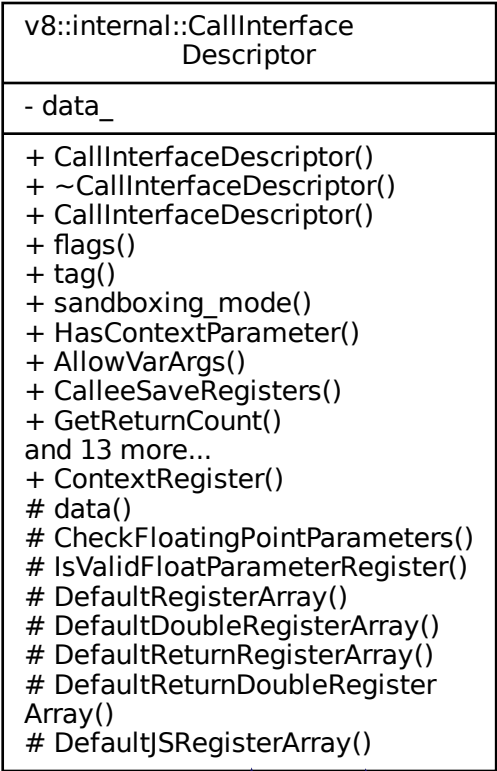 v8::internal::CallInterface
Descriptor
- data_
+ CallInterfaceDescriptor()
+ ~CallInterfaceDescriptor()
+ CallInterfaceDescriptor()
+ flags()
+ tag()
+ sandboxing_mode()
+ HasContextParameter()
+ AllowVarArgs()
+ CalleeSaveRegisters()
+ GetReturnCount()
and 13 more...
+ ContextRegister()
# data()
# CheckFloatingPointParameters()
# IsValidFloatParameterRegister()
# DefaultRegisterArray()
# DefaultDoubleRegisterArray()
# DefaultReturnRegisterArray()
# DefaultReturnDoubleRegister
Array()
# DefaultJSRegisterArray()